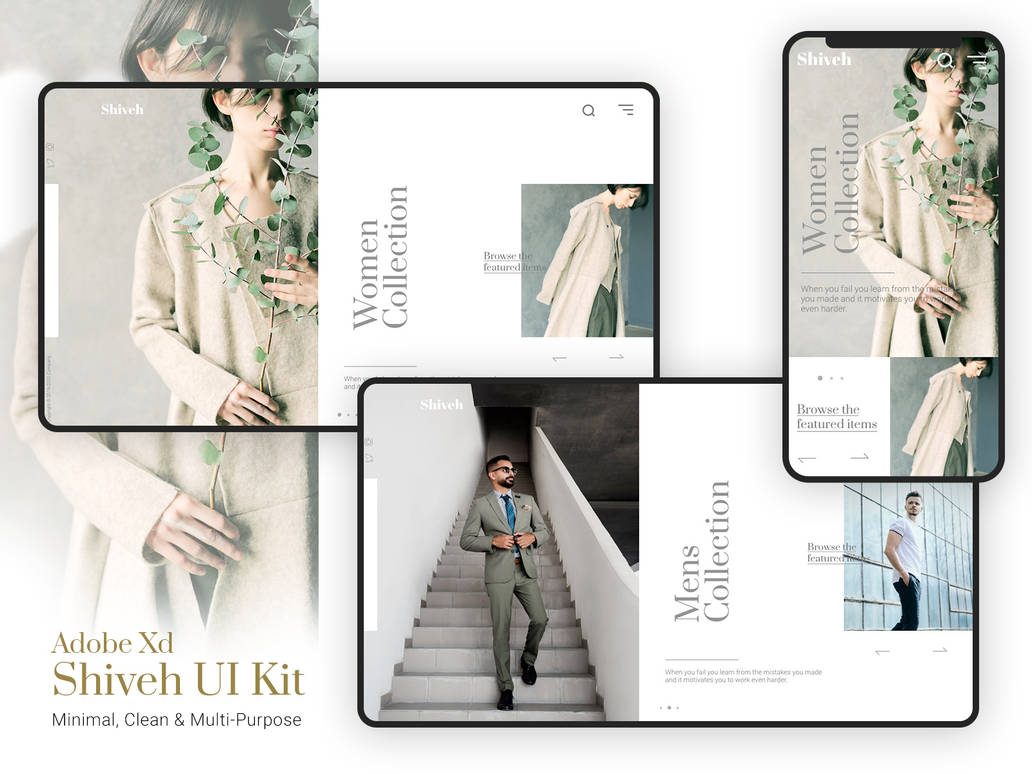 Shiveh
Women
Collection
Browse the
featured items
When
and it
Shiveh
Mens
Collection
Browse the
featured items
When you fail you learn from the mistakes you made
and it motivates you to work even harder.
Shiveh
Women
Collection
When you fail you learn from the mistakes
you made and it motivates you to work
even harder.
Browse the
featured items
Adobe Xd
Shiveh UI Kit
Minimal, Clean & Multi-Purpose